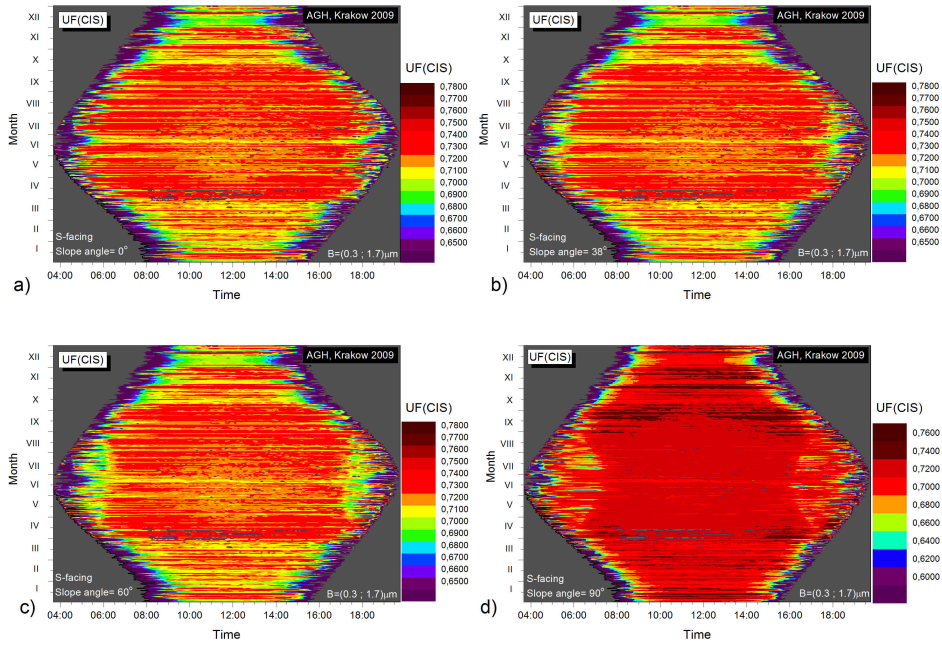 UF(CIS)
AGH, Krakow 2009
UF(CIS)
Month
XII
XI
X
IX
VIII
VII
VI
V
IV
III
II
I
0,7800
0,7700
0,7600
0,7500
0,7400
0,7300
0,7200
0,7100
0,7000
0,6900
0,6800
0,6700
0,6600
0,6500
S-facing
Slope angle= 0°
B=(0.3 ; 1.7)μm
04:00 06:00 08:00 10:00 12:00 14:00 16:00 18:00
Time
a)
UF(CIS)
AGH, Krakow 2009
UF(CIS)
Month
XII
XI
X
IX
VIII
VII
VI
V
IV
III
II
I
0,7800
0,7700
0,7600
0,7500
0,7400
0,7300
0,7200
0,7100
0,7000
0,6900
0,6800
0,6700
0,6600
0,6500
S-facing
Slope angle= 38°
B=(0.3 ; 1.7)μm
04:00 06:00 08:00 10:00 12:00 14:00 16:00 18:00
Time
b)
UF(CIS)
AGH, Krakow 2009
UF(CIS)
Month
XII
XI
X
IX
VIII
VII
VI
V
IV
III
II
I
0,7800
0,7700
0,7600
0,7500
0,7400
0,7300
0,7200
0,7100
0,7000
0,6900
0,6800
0,6700
0,6600
0,6500
S-facing
Slope angle= 60°
B=(0.3 ; 1.7)μm
04:00 06:00 08:00 10:00 12:00 14:00 16:00 18:00
Time
c)
UF(CIS)
AGH, Krakow 2009
UF(CIS)
Month
XII
XI
X
IX
VIII
VII
VI
V
IV
III
II
I
0,7600
0,7400
0,7200
0,7000
0,6800
0,6600
0,6400
0,6200
0,6000
S-facing
Slope angle= 90°
B=(0.3 ; 1.7)μm
04:00 06:00 08:00 10:00 12:00 14:00 16:00 18:00
Time
d)